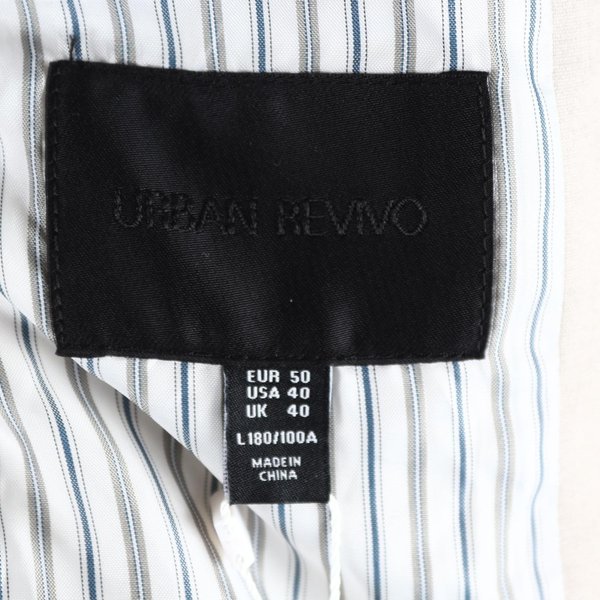 URBAN REVIVO
EUR 50
USA 40
UK 40
L180/100A
MADE IN
CHINA